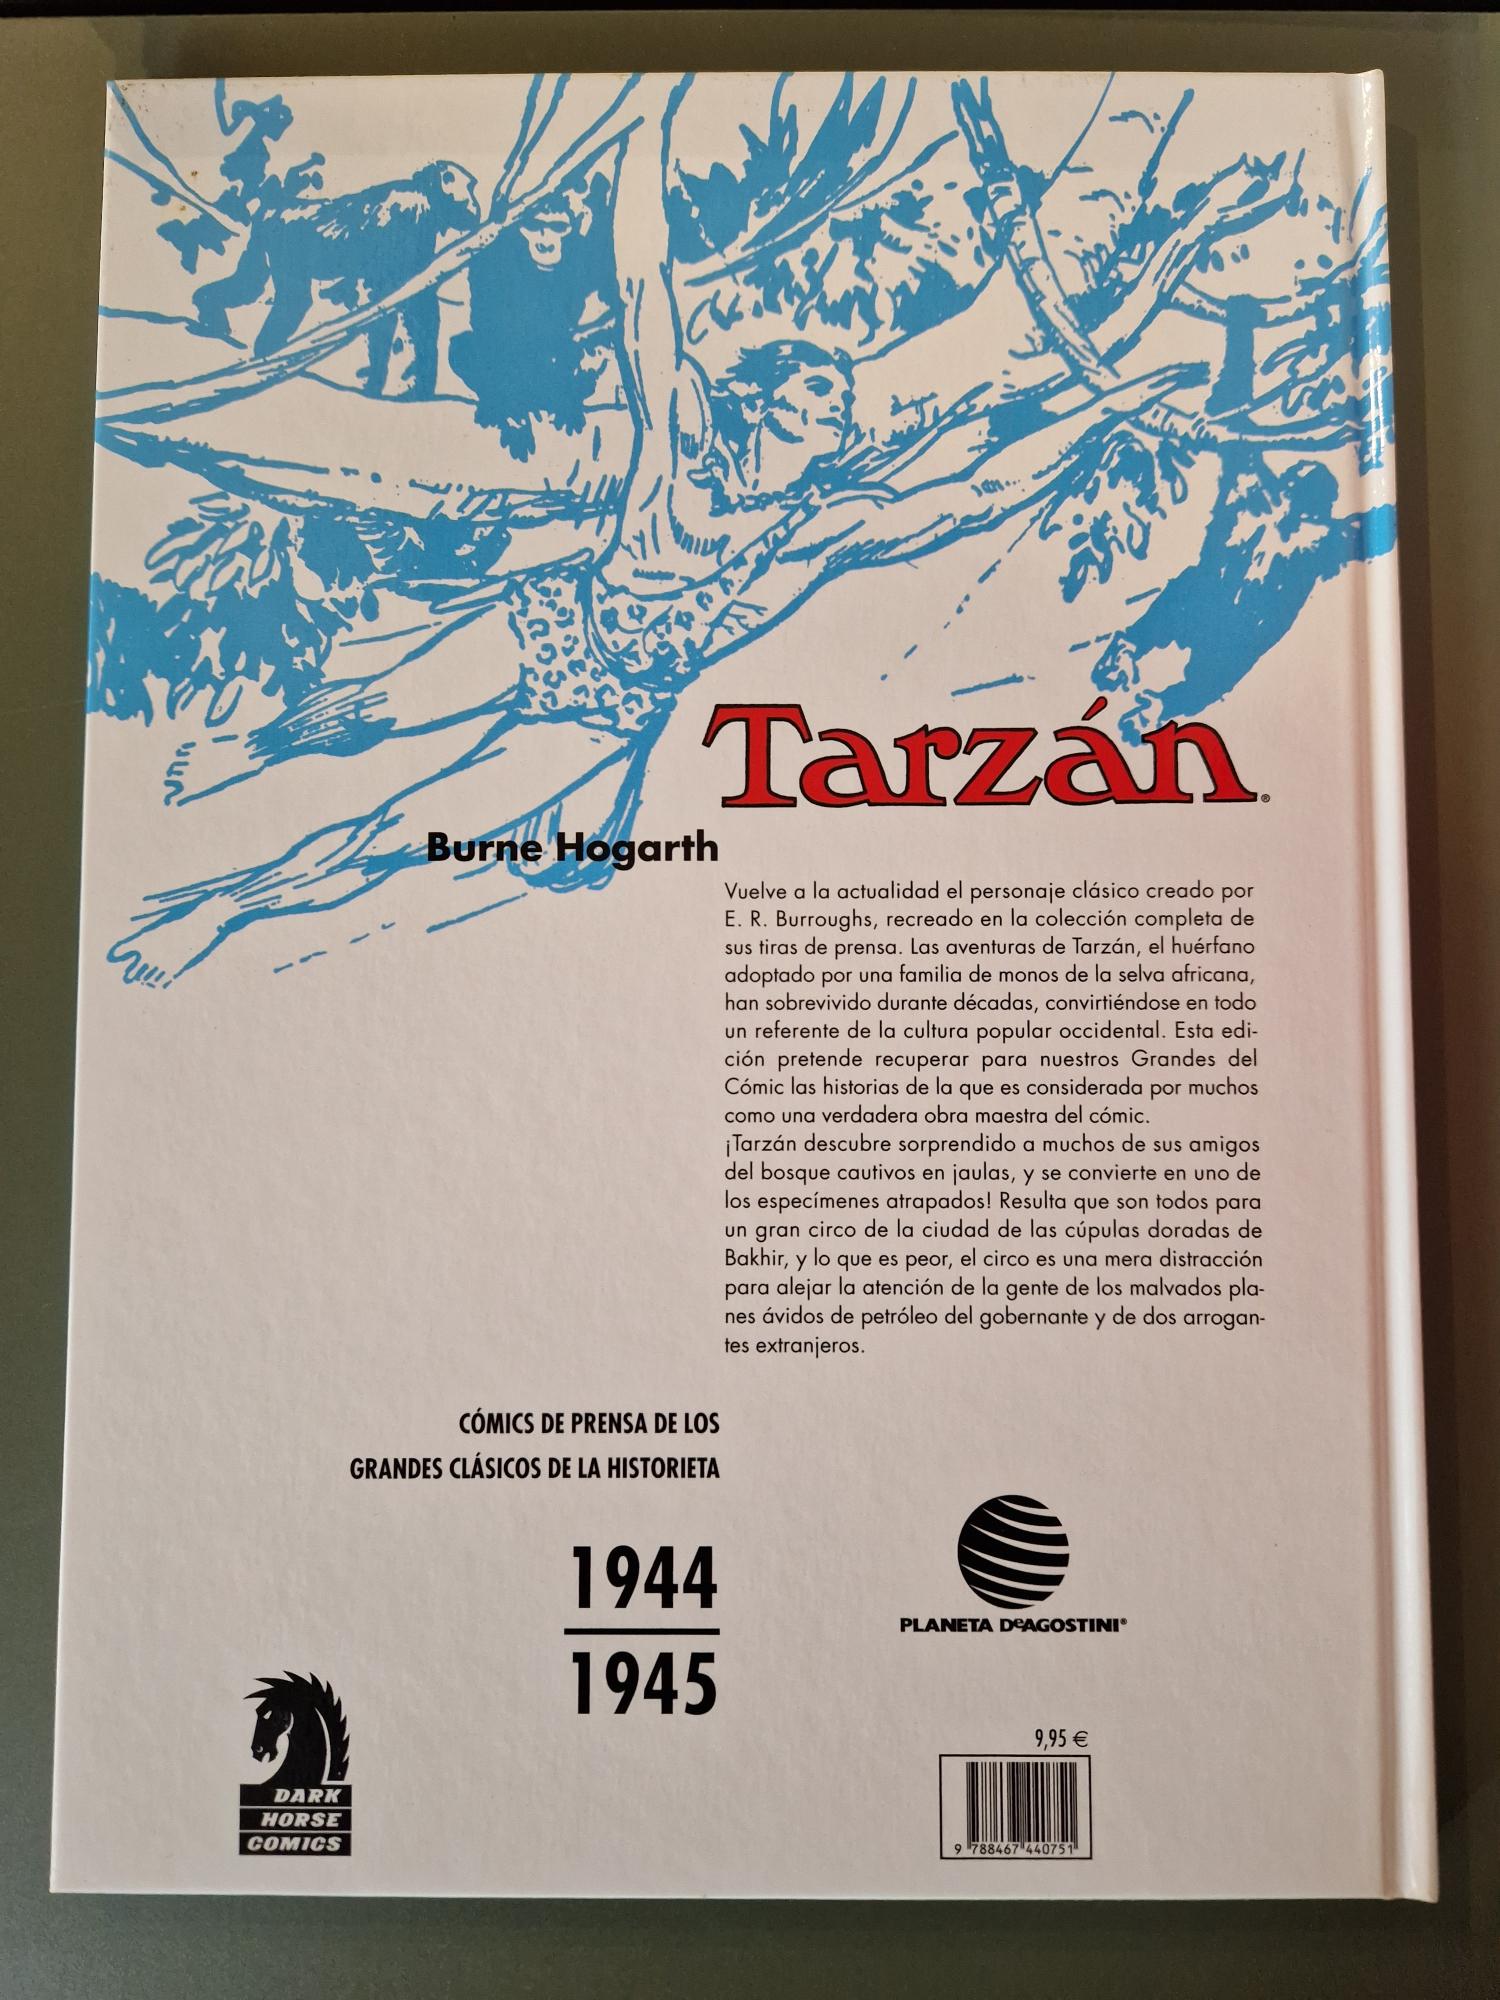 Tarzán®
Burne Hogarth
Vuelve a la actualidad el personaje clásico creado por
E. R. Burroughs, recreado en la colección completa de
sus tiras de prensa. Las aventuras de Tarzán, el huérfano
adoptado por una familia de monos de la selva africana,
han sobrevivido durante décadas, convirtiéndose en todo
un referente de la cultura popular occidental. Esta edi-
ción pretende recuperar para nuestros Grandes del
Cómic las historias de la que es considerada por muchos
como una verdadera obra maestra del cómic.
¡Tarzán descubre sorprendido a muchos de sus amigos
del bosque cautivos en jaulas, y se convierte en uno de
los especímenes atrapados! Resulta que son todos para
un gran circo de la ciudad de las cúpulas doradas de
Bakhir, y lo que es peor, el circo es una mera distracción
para alejar la atención de la gente de los malvados pla-
nes ávidos de petróleo del gobernante y de dos arrogan-
tes extranjeros.
CÓMICS DE PRENSA DE LOS
GRANDES CLÁSICOS DE LA HISTORIETA
1944
1945
PLANETA DeAGOSTINI®
DARK
HORSE
COMICS
9,95 €
9 788467 440751